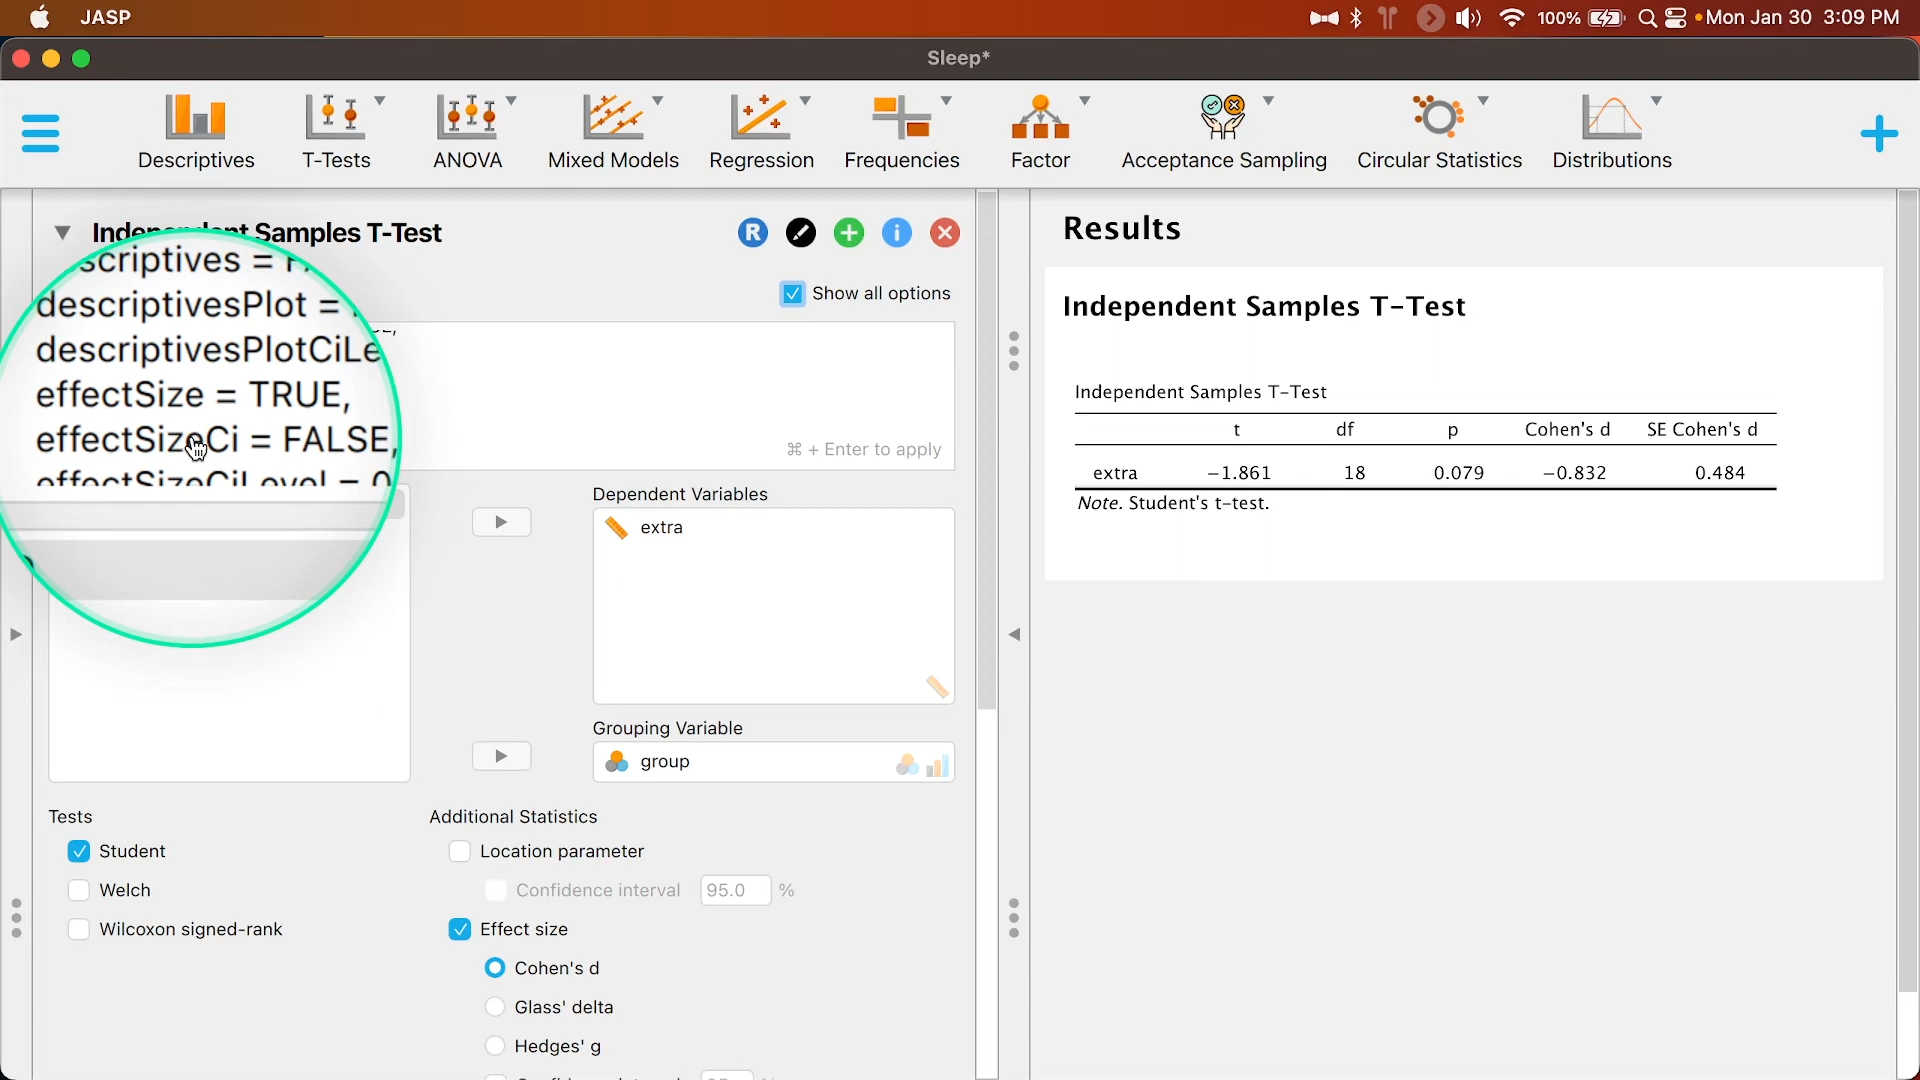 JASP
100%
Mon Jan 30 3:09 PM
Sleep*
Descriptives
T-Tests
ANOVA
Mixed Models
Regression
Frequencies
Factor
Acceptance Sampling
Circular Statistics
Distributions
Independent Samples T-Test
R
i
Show all options
descriptivesPlot =
descriptivesPlotCiLe
effectSize = TRUE,
effectSizeCi = FALSE,
effectSizeCiLevel = 0
⌘ + Enter to apply
Dependent Variables
extra
Grouping Variable
group
Tests
Student
Welch
Wilcoxon signed-rank
Additional Statistics
Location parameter
Confidence interval 95.0 %
Effect size
Cohen's d
Glass' delta
Hedges' g
Results
Independent Samples T-Test
Independent Samples T-Test
t df p Cohen's d SE Cohen's d
extra -1.861 18 0.079 -0.832 0.484
Note. Student's t-test.